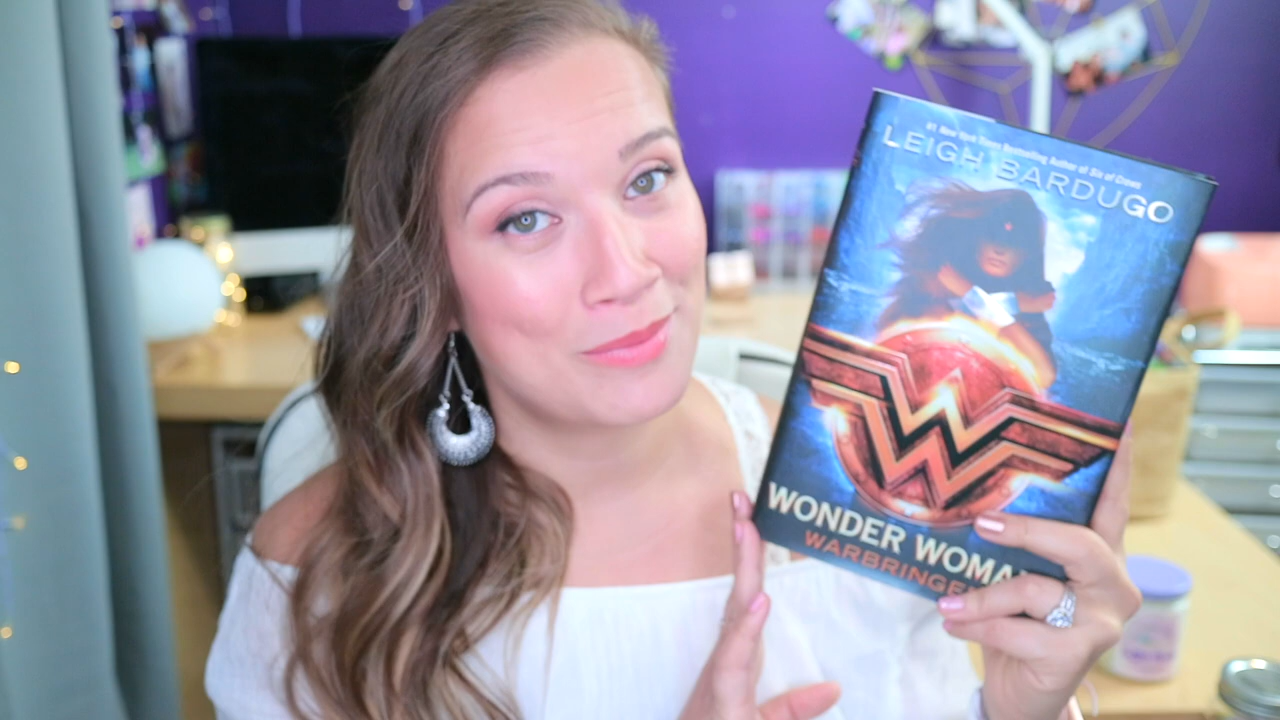 #1 New York Times Bestselling Author of Six of Crows
LEIGH BARDUGO
WONDER WOMA
WARBRINGE